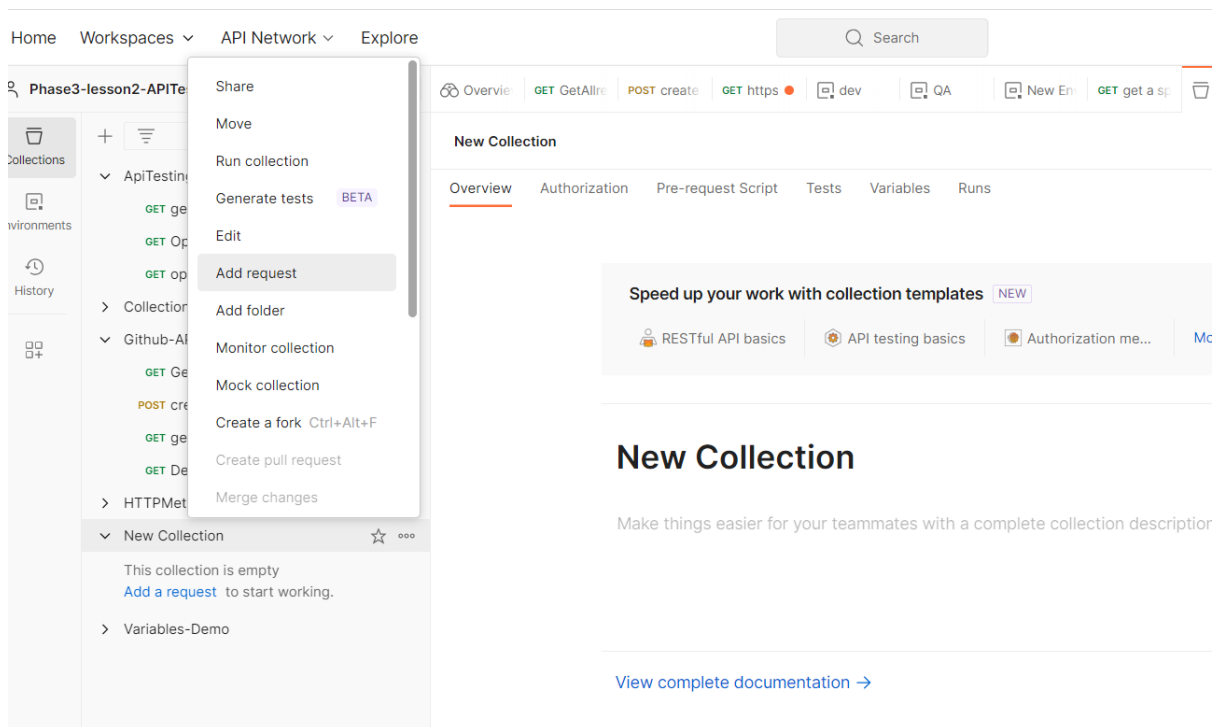 Home Workspaces API Network Explore Search
Phase3-lesson2-APITe
Overvie GET GetAllre POST create GET https dev QA New En GET get a sp
Collections
nvironments
History
ApiTesting
GET ge
GET Op
GET op
Collection
Github-AP
GET Ge
POST cre
GET ge
GET De
HTTPMet
New Collection
This collection is empty
Add a request to start working.
Variables-Demo
Share
Move
Run collection
Generate tests BETA
Edit
Add request
Add folder
Monitor collection
Mock collection
Create a fork Ctrl+Alt+F
Create pull request
Merge changes
New Collection
Overview Authorization Pre-request Script Tests Variables Runs
Speed up your work with collection templates NEW
RESTful API basics API testing basics Authorization me... Mo
New Collection
Make things easier for your teammates with a complete collection description
View complete documentation →